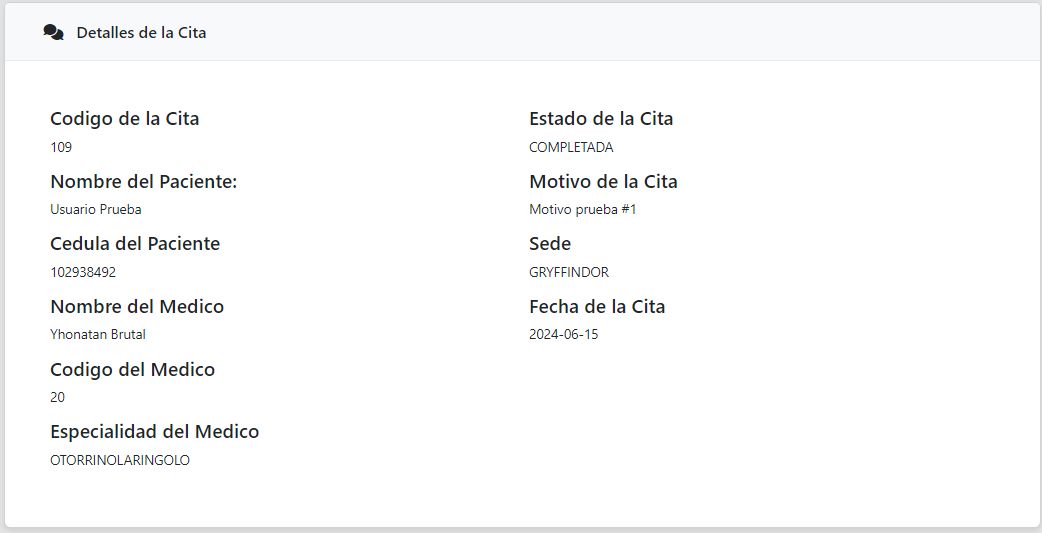 Detalles de la Cita
Codigo de la Cita
109
Nombre del Paciente:
Usuario Prueba
Cedula del Paciente
102938492
Nombre del Medico
Yhonatan Brutal
Codigo del Medico
20
Especialidad del Medico
OTORRINOLARINGOLO
Estado de la Cita
COMPLETADA
Motivo de la Cita
Motivo prueba #1
Sede
GRYFFINDOR
Fecha de la Cita
2024-06-15